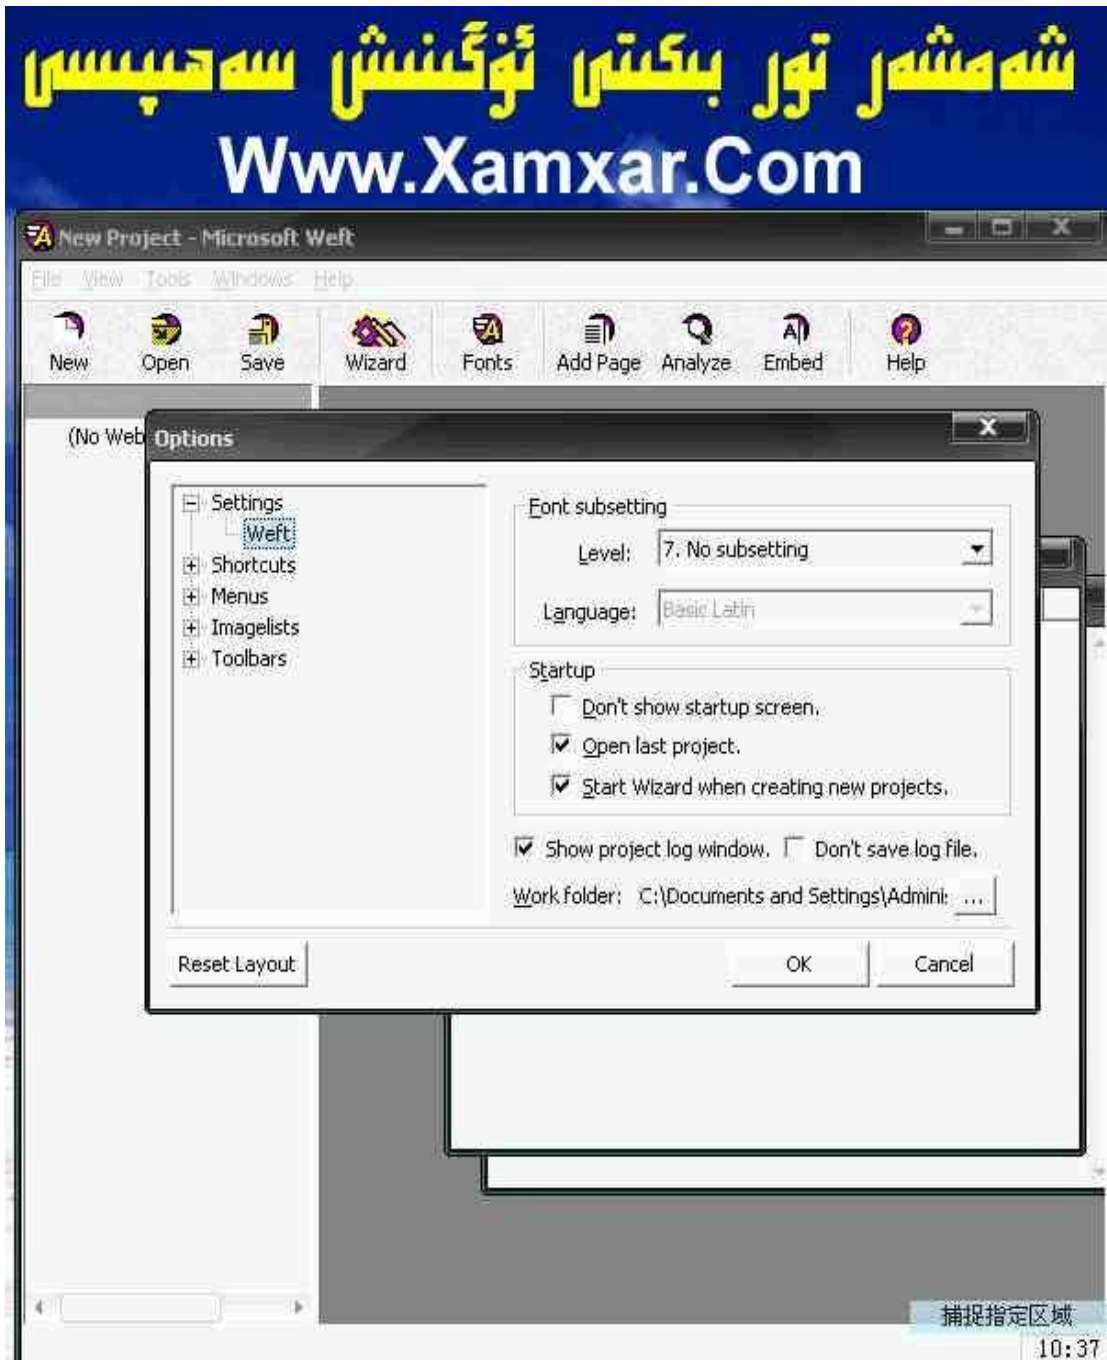 شەمشەر تور بىكىتى ئۈگىنىش سەھىپىسى
Www.Xamxar.Com
New Project - Microsoft Weft
File View Tools Windows Help
New Open Save Wizard Fonts Add Page Analyze Embed Help
(No Web
Options
Settings
Weft
Shortcuts
Menus
Imagelists
Toolbars
Font subsetting
Level: 7. No subsetting
Language: Basic Latin
Startup
Don't show startup screen.
Open last project.
Start Wizard when creating new projects.
Show project log window. Don't save log file.
Work folder: C:\Documents and Settings\Admini
...
Reset Layout OK Cancel
捕捉指定区域
10:37